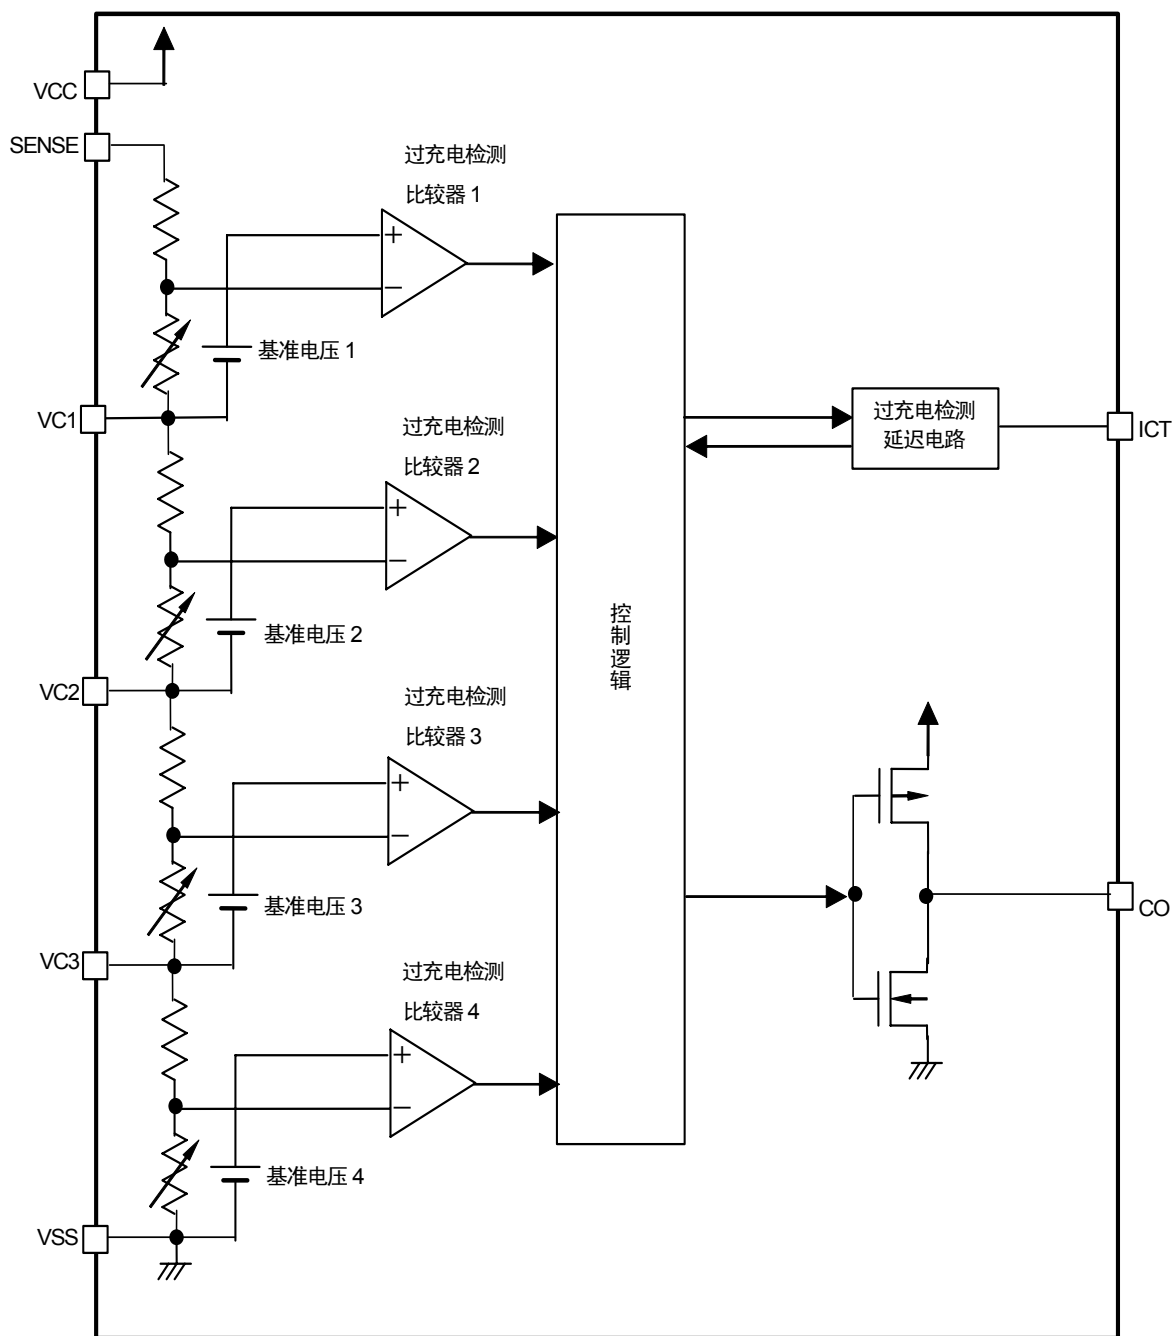 VCC
SENSE
过充电检测
比较器 1
+
−
基准电压 1
VC1
过充电检测
比较器 2
+
−
基准电压 2
VC2
过充电检测
比较器 3
+
−
基准电压 3
VC3
过充电检测
比较器 4
+
−
基准电压 4
VSS
控
制
逻
辑
过充电检测
延迟电路
ICT
CO